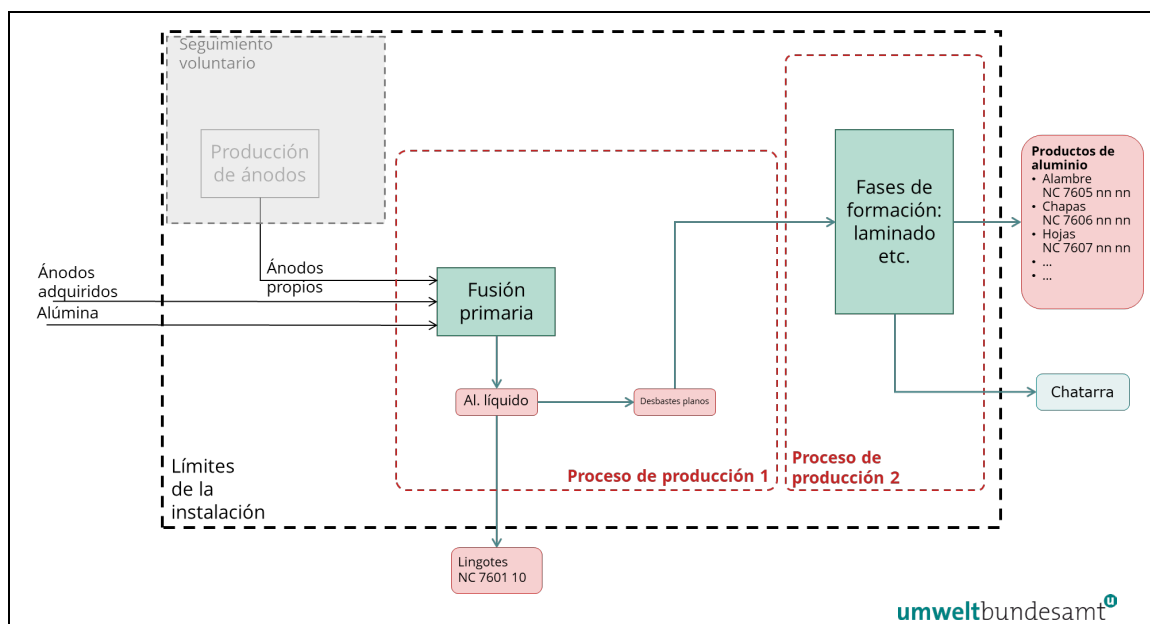 Seguimiento
voluntario
Producción
de ánodos
Ánodos
propios
Ánodos
adquiridos
Alúmina
Fusión
primaria
Al. líquido
Desbastes planos
Fases de
formación:
laminado
etc.
Productos de
aluminio
• Alambre
NC 7605 nn nn
• Chapas
NC 7606 nn nn
• Hojas
NC 7607 nn nn
• ...
• ...
Chatarra
Proceso de producción 1
Proceso de
producción 2
Límites
de la
instalación
Lingotes
NC 7601 10
umweltbundesamt u